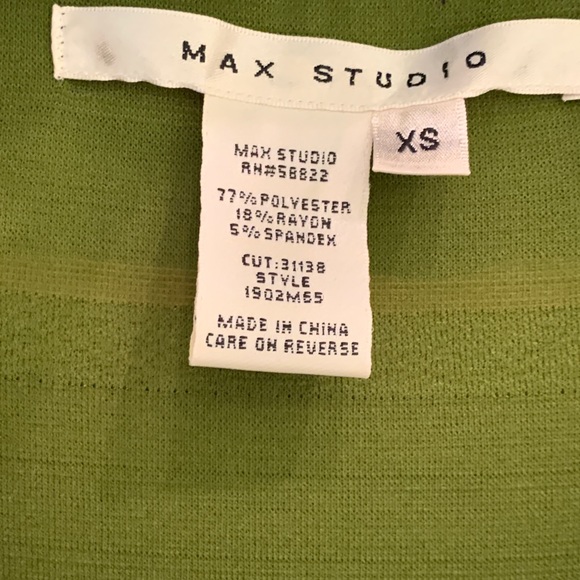 MAX STUDIO
XS
MAX STUDIO
RN#58822
77%POLYESTER
18%RAYON
5%SPANDEX
CUT:31138
STYLE
1902M55
MADE IN CHINA
CARE ON REVERSE